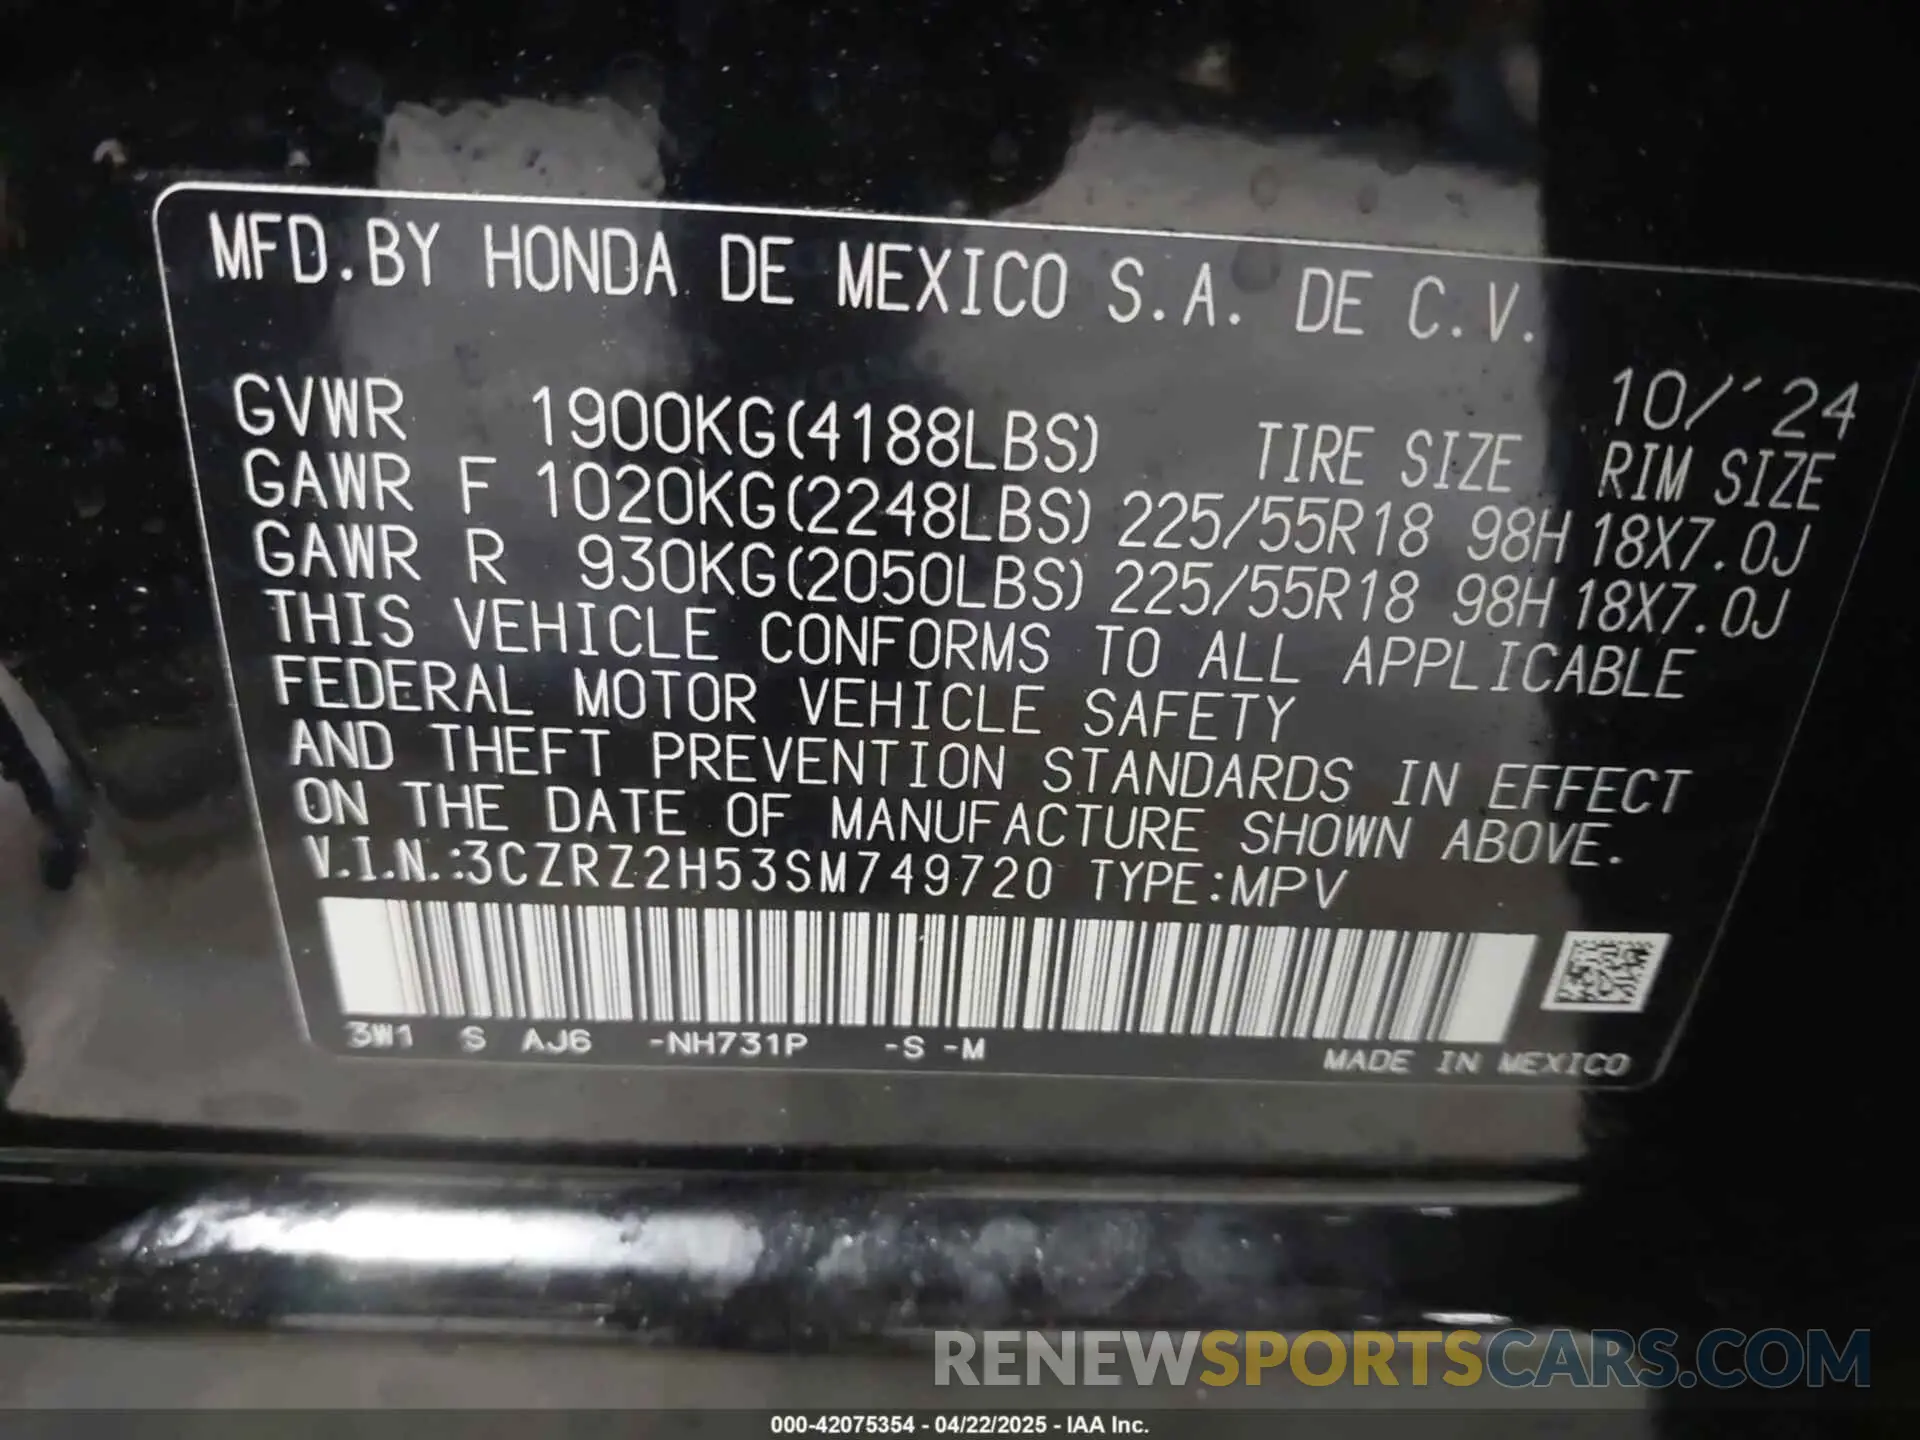 MFD.BY HONDA DE MEXICO S.A. DE C.V.
10/'24
GVWR 1900KG(4188LBS) TIRE SIZE RIM SIZE
GAWR F 1020KG(2248LBS) 225/55R18 98H 18X7.0J
GAWR R 930KG(2050LBS) 225/55R18 98H 18X7.0J
THIS VEHICLE CONFORMS TO ALL APPLICABLE
FEDERAL MOTOR VEHICLE SAFETY
AND THEFT PREVENTION STANDARDS IN EFFECT
ON THE DATE OF MANUFACTURE SHOWN ABOVE.
V.I.N.:3CZRZ2H53SM749720 TYPE:MPV
3W1 S AJ6 -NH731P -S -M
MADE IN MEXICO
RENEWSPORTSCARS.COM
000-42075354 - 04/22/2025 - IAA Inc.